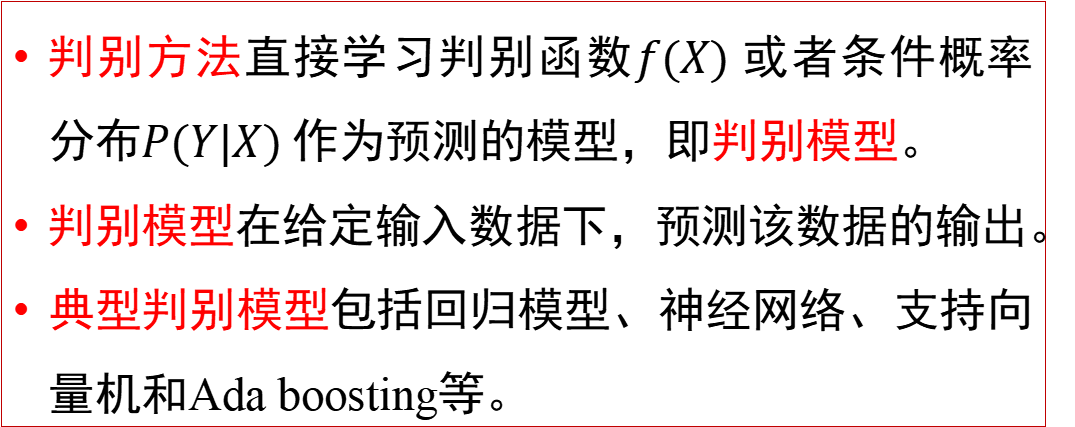 • 判别方法直接学习判别函数f(X) 或者条件概率
分布P(Y|X) 作为预测的模型，即判别模型。
• 判别模型在给定输入数据下，预测该数据的输出。
• 典型判别模型包括回归模型、神经网络、支持向
量机和Ada boosting等。